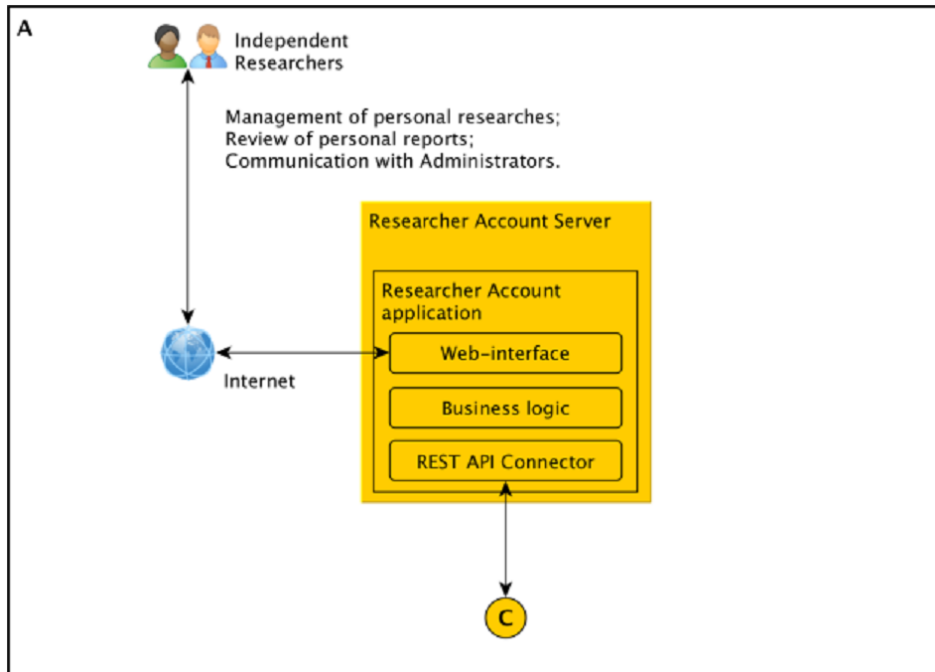 A
Independent
Researchers
Management of personal researches;
Review of personal reports;
Communication with Administrators.
Researcher Account Server
Researcher Account
application
Web-interface
Internet
Business logic
REST API Connector
C